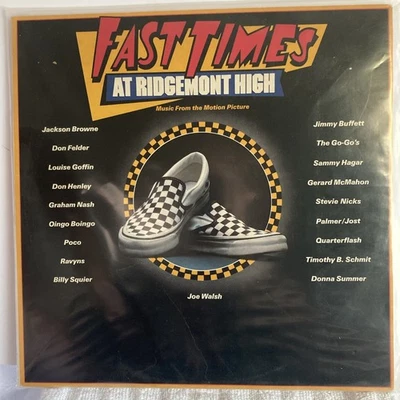 FAST TIMES
AT RIDGEMONT HIGH
Music From the Motion Picture
Jackson Browne
Don Felder
Louise Goffin
Don Henley
Graham Nash
Oingo Boingo
Poco
Ravyns
Billy Squier
Jimmy Buffett
The Go-Go's
Sammy Hagar
Gerard McMahon
Stevie Nicks
Palmer/Jost
Quarterflash
Timothy B. Schmit
Donna Summer
Joe Walsh